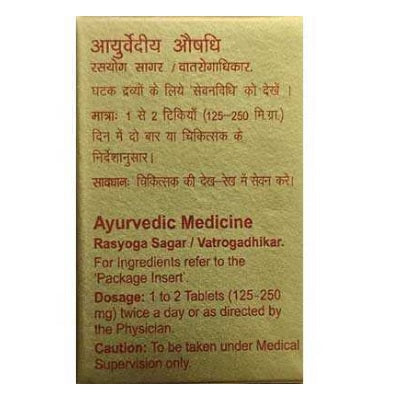 आयुर्वेदीय औषधि
रसयोग सागर / वातरोगाधिकार.
घटक द्रव्यों के लिये 'सेवनविधि' को देखें ।
मात्राः 1 से 2 टिकियाँ (125–250 मि.ग्रा.)
दिन में दो बार या चिकित्सक के
निर्देशानुसार।
सावधानः चिकित्सक की देख–रेख में सेवन करें।
Ayurvedic Medicine
Rasyoga Sagar / Vatrogadhikar.
For Ingredients refer to the
'Package Insert'.
Dosage: 1 to 2 Tablets (125-250
mg) twice a day or as directed by
the Physician.
Caution: To be taken under Medical
Supervision only.